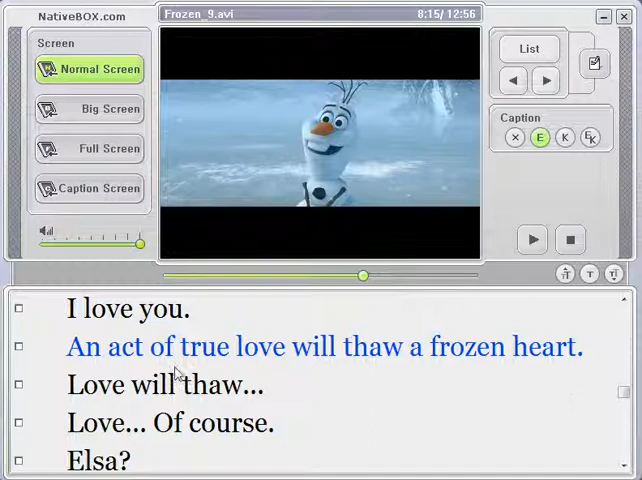 NativeBOX.com
Frozen_9.avi
8:15/ 12:56
Screen
Normal Screen
Big Screen
Full Screen
Caption Screen
List
Caption
E
K
EK
T
T
T
I love you.
An act of true love will thaw a frozen heart.
Love will thaw...
Love... Of course.
Elsa?